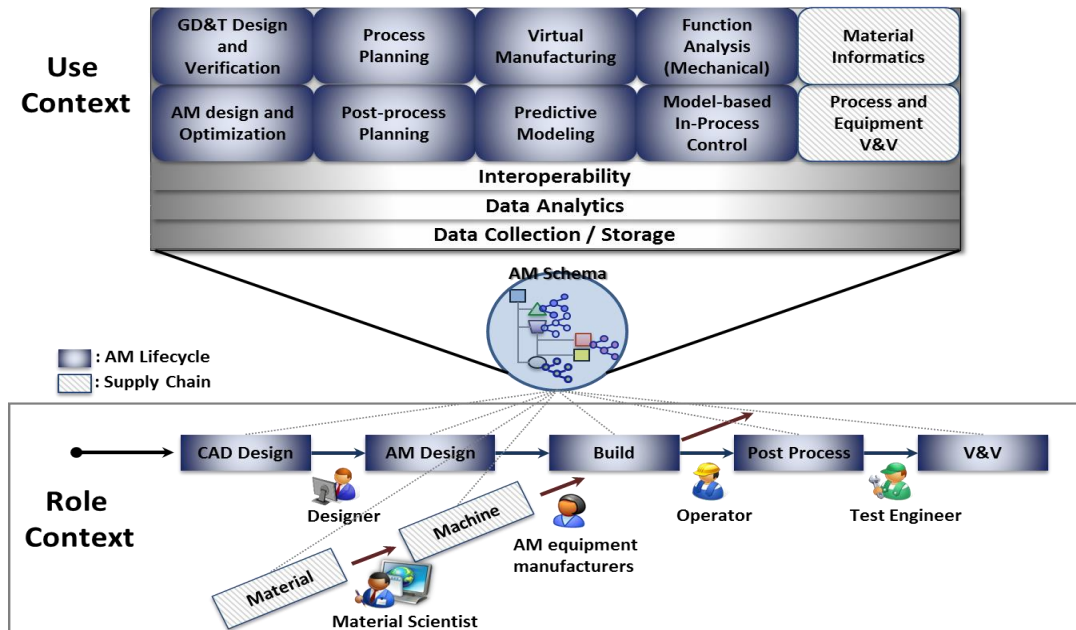 Use
Context
GD&T Design
and
Verification
Process
Planning
Virtual
Manufacturing
Function
Analysis
(Mechanical)
Material
Informatics
AM design and
Optimization
Post-process
Planning
Predictive
Modeling
Model-based
In-Process
Control
Process and
Equipment
V&V
Interoperability
Data Analytics
Data Collection / Storage
AM Schema
: AM Lifecycle
: Supply Chain
Role
Context
CAD Design
AM Design
Build
Post Process
V&V
Designer
Machine
Operator
Test Engineer
AM equipment
manufacturers
Material
Material Scientist